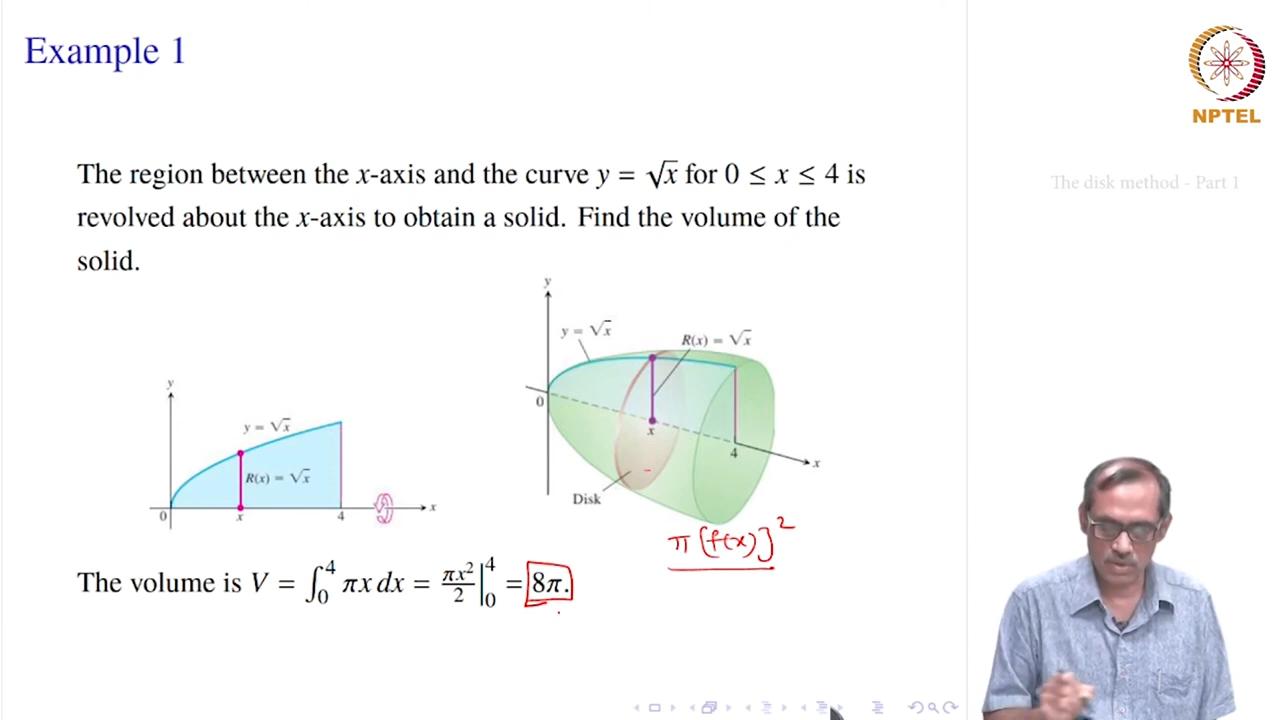 Example 1
NPTEL
The disk method - Part 1
The region between the x-axis and the curve y = √x for 0 ≤ x ≤ 4 is
revolved about the x-axis to obtain a solid. Find the volume of the
solid.
y
y = √x
R(x) = √x
0
x
4
x
y
y = √x
R(x) = √x
0
x
4
x
Disk
π[f(x)]²
The volume is V = ∫₀⁴ πx dx = πx²/2 |₀⁴ = 8π.